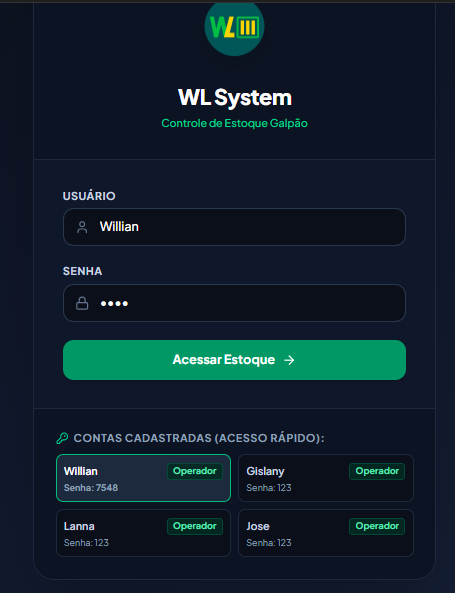 WL
WL System
Controle de Estoque Galpão
USUÁRIO
Willian
SENHA
••••
Acessar Estoque →
CONTAS CADASTRADAS (ACESSO RÁPIDO):
Willian Operador
Senha: 7548
Gislany Operador
Senha: 123
Lanna Operador
Senha: 123
Jose Operador
Senha: 123